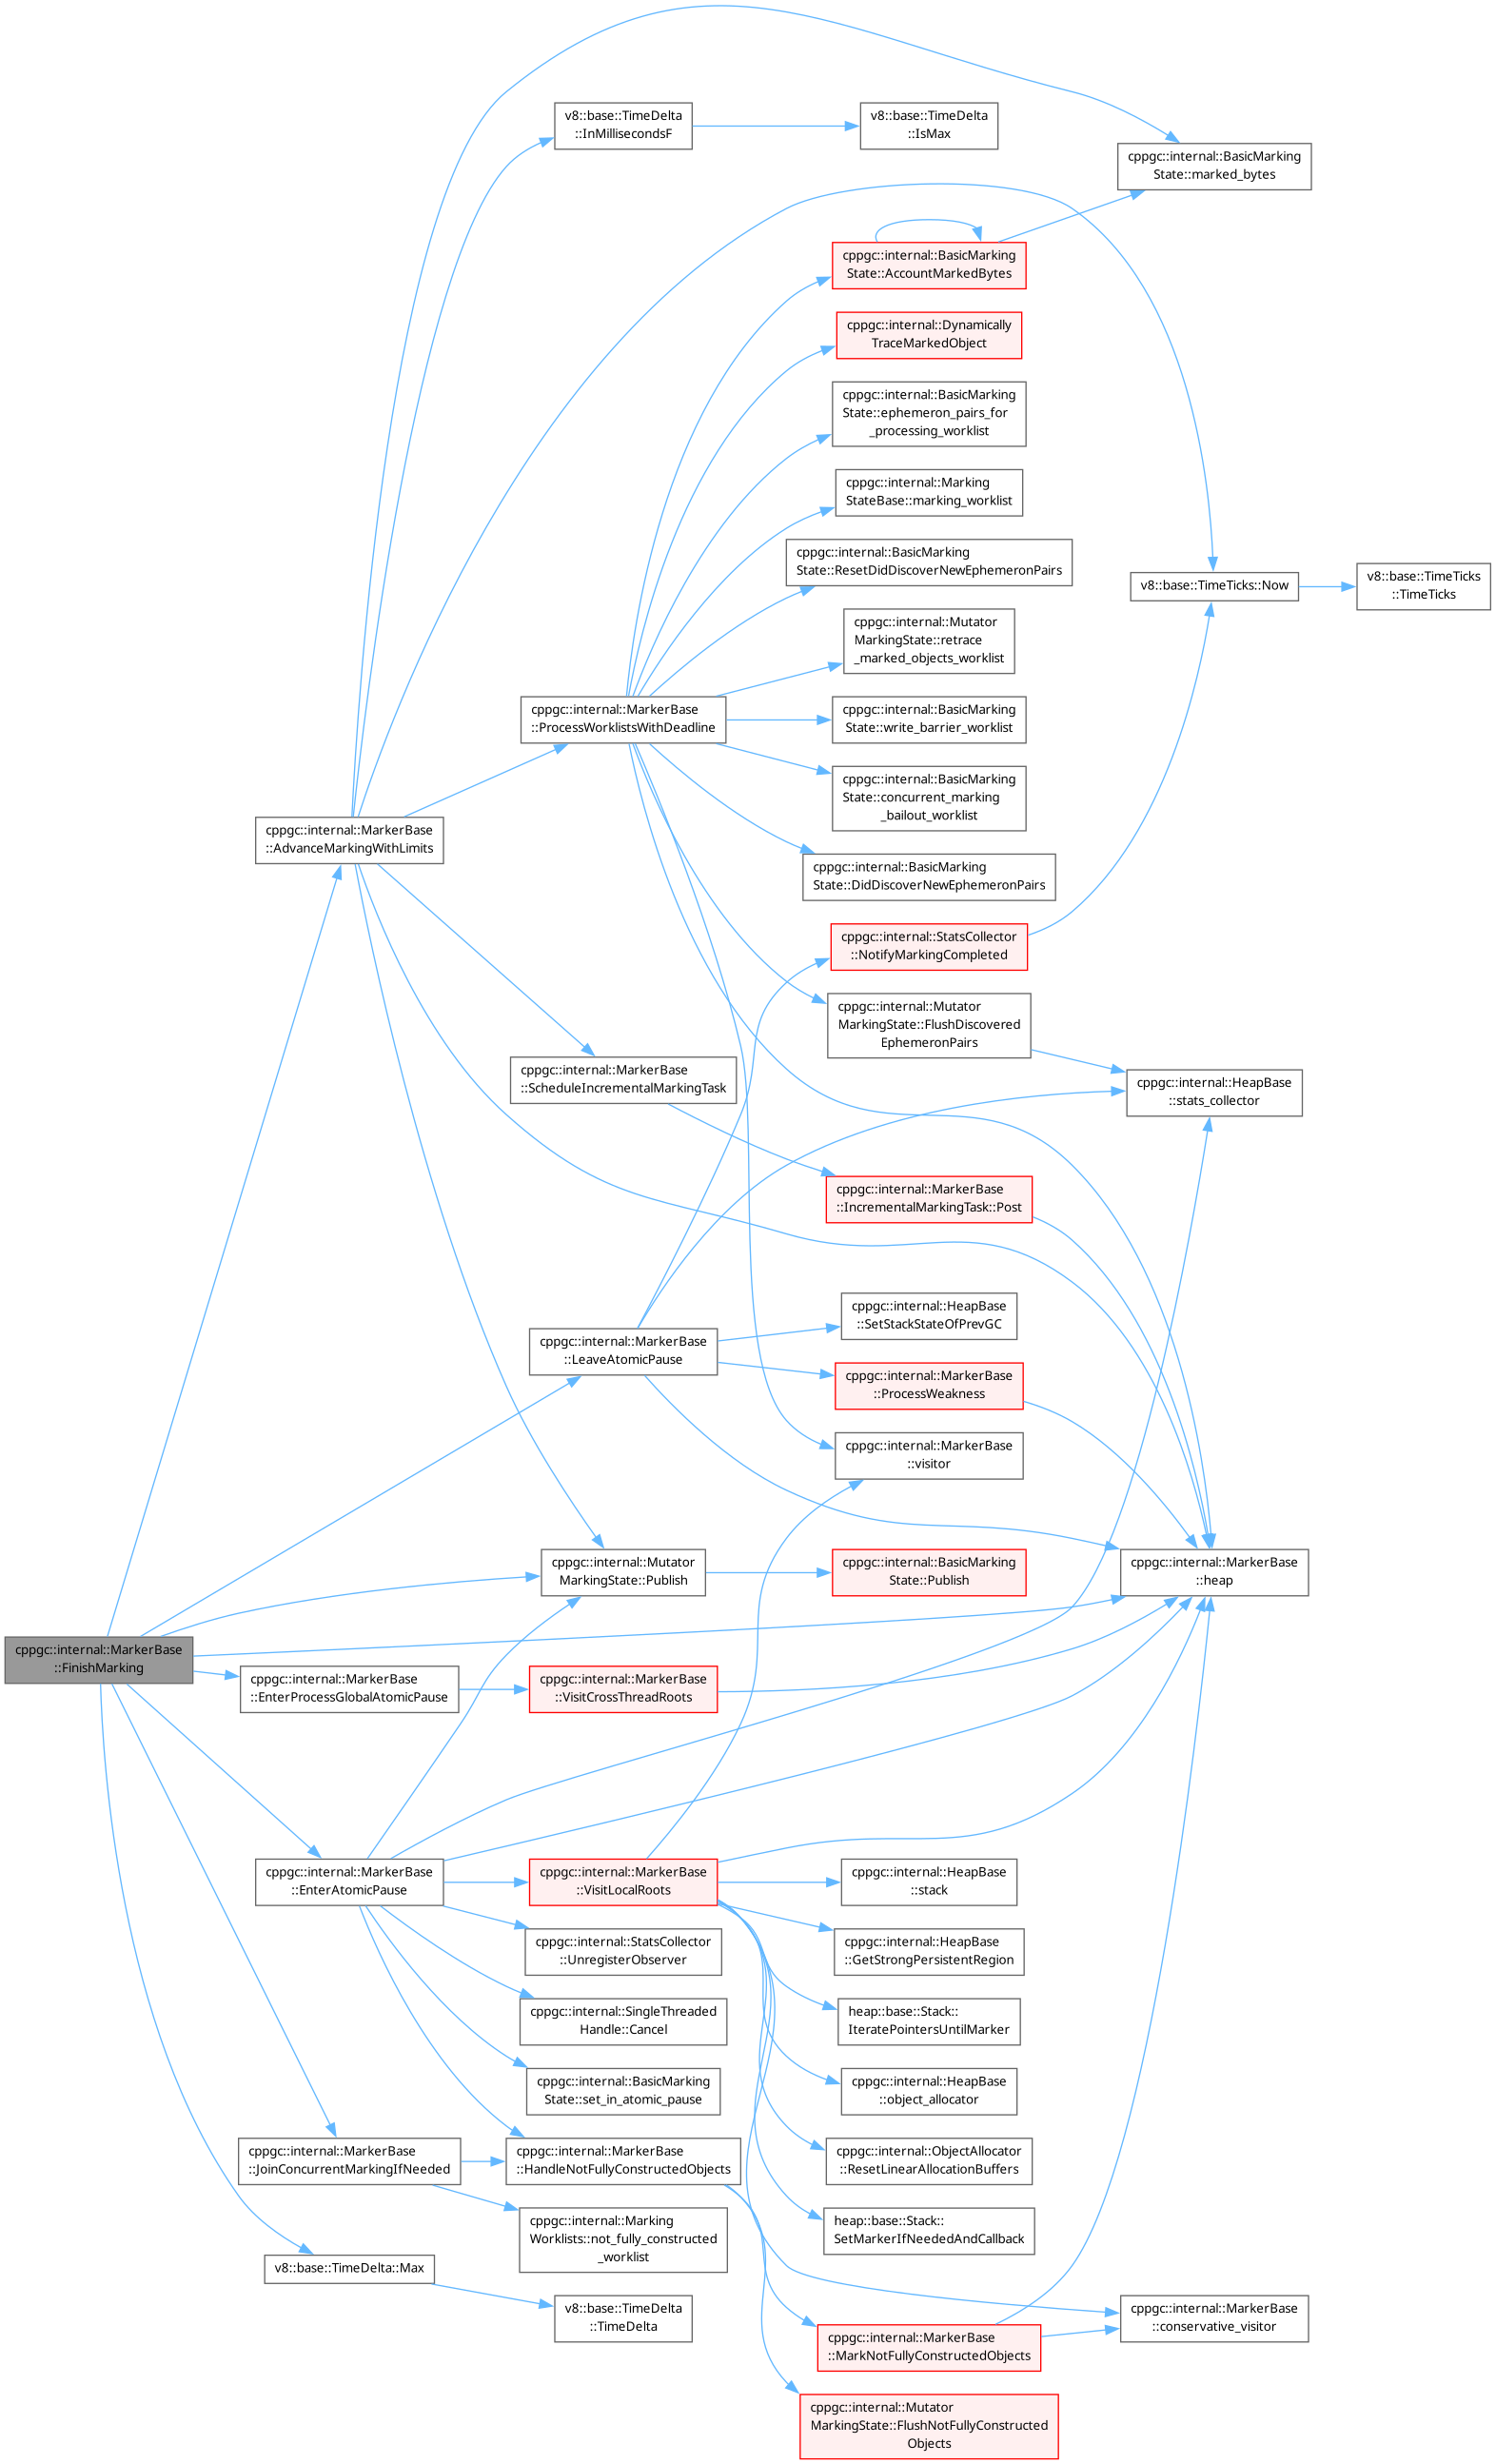 v8::base::TimeDelta
::InMillisecondsF
v8::base::TimeDelta
::IsMax
cppgc::internal::BasicMarking
State::marked_bytes
cppgc::internal::BasicMarking
State::AccountMarkedBytes
cppgc::internal::Dynamically
TraceMarkedObject
cppgc::internal::BasicMarking
State::ephemeron_pairs_for
_processing_worklist
cppgc::internal::Marking
StateBase::marking_worklist
cppgc::internal::BasicMarking
State::ResetDidDiscoverNewEphemeronPairs
v8::base::TimeTicks::Now
v8::base::TimeTicks
::TimeTicks
cppgc::internal::Mutator
MarkingState::retrace
_marked_objects_worklist
cppgc::internal::MarkerBase
::ProcessWorklistsWithDeadline
cppgc::internal::BasicMarking
State::write_barrier_worklist
cppgc::internal::BasicMarking
State::concurrent_marking
_bailout_worklist
cppgc::internal::MarkerBase
::AdvanceMarkingWithLimits
cppgc::internal::BasicMarking
State::DidDiscoverNewEphemeronPairs
cppgc::internal::StatsCollector
::NotifyMarkingCompleted
cppgc::internal::Mutator
MarkingState::FlushDiscovered
EphemeronPairs
cppgc::internal::MarkerBase
::ScheduleIncrementalMarkingTask
cppgc::internal::HeapBase
::stats_collector
cppgc::internal::MarkerBase
::IncrementalMarkingTask::Post
cppgc::internal::HeapBase
::SetStackStateOfPrevGC
cppgc::internal::MarkerBase
::LeaveAtomicPause
cppgc::internal::MarkerBase
::ProcessWeakness
cppgc::internal::MarkerBase
::visitor
cppgc::internal::Mutator
MarkingState::Publish
cppgc::internal::BasicMarking
State::Publish
cppgc::internal::MarkerBase
::heap
cppgc::internal::MarkerBase
::FinishMarking
cppgc::internal::MarkerBase
::EnterProcessGlobalAtomicPause
cppgc::internal::MarkerBase
::VisitCrossThreadRoots
cppgc::internal::MarkerBase
::EnterAtomicPause
cppgc::internal::MarkerBase
::VisitLocalRoots
cppgc::internal::HeapBase
::stack
cppgc::internal::StatsCollector
::UnregisterObserver
cppgc::internal::HeapBase
::GetStrongPersistentRegion
cppgc::internal::SingleThreaded
Handle::Cancel
heap::base::Stack::
IteratePointersUntilMarker
cppgc::internal::BasicMarking
State::set_in_atomic_pause
cppgc::internal::HeapBase
::object_allocator
cppgc::internal::MarkerBase
::JoinConcurrentMarkingIfNeeded
cppgc::internal::MarkerBase
::HandleNotFullyConstructedObjects
cppgc::internal::ObjectAllocator
::ResetLinearAllocationBuffers
cppgc::internal::Marking
Worklists::not_fully_constructed
_worklist
heap::base::Stack::
SetMarkerIfNeededAndCallback
v8::base::TimeDelta::Max
v8::base::TimeDelta
::TimeDelta
cppgc::internal::MarkerBase
::MarkNotFullyConstructedObjects
cppgc::internal::MarkerBase
::conservative_visitor
cppgc::internal::Mutator
MarkingState::FlushNotFullyConstructed
Objects